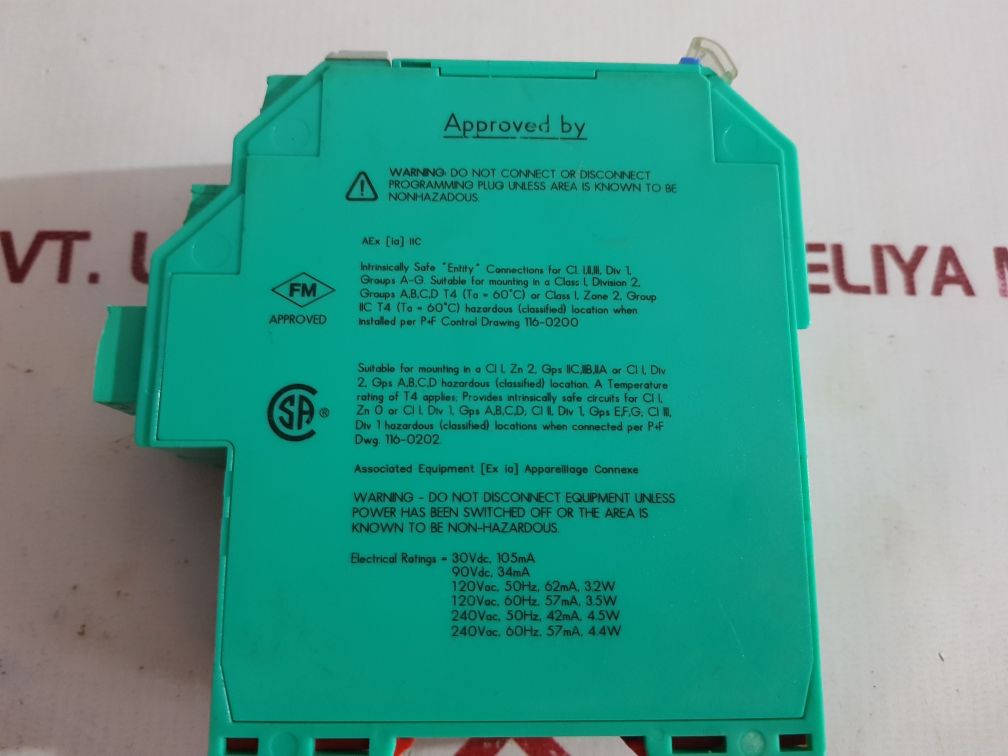 Approved by
WARNING: DO NOT CONNECT OR DISCONNECT
PROGRAMMING PLUG UNLESS AREA IS KNOWN TO BE
NONHAZADOUS.
AEx [ia] IIC
Intrinsically Safe "Entity" Connections for Cl. I,II,III, Div 1,
Groups A-G. Suitable for mounting in a Class I, Division 2,
Groups A,B,C,D T4 (Ta = 60°C) or Class I, Zone 2, Group
IIC T4 (Ta = 60°C) hazardous (classified) location when
installed per P+F Control Drawing 116-0200
FM
APPROVED
Suitable for mounting in a Cl I, Zn 2, Gps IIC,IIB,IIA or Cl I, Div
2, Gps A,B,C,D hazardous (classified) location. A Temperature
rating of T4 applies; Provides intrinsically safe circuits for Cl I,
Zn 0 or Cl I, Div 1, Gps A,B,C,D; Cl II, Div 1, Gps E,F,G, Cl III,
Div 1 hazardous (classified) locations when connected per P+F
Dwg. 116-0202.
SA ®
Associated Equipment [Ex ia] Appareillage Connexe
WARNING - DO NOT DISCONNECT EQUIPMENT UNLESS
POWER HAS BEEN SWITCHED OFF OR THE AREA IS
KNOWN TO BE NON-HAZARDOUS.
Electrical Ratings = 30Vdc, 105mA
90Vdc, 34mA
120Vac, 50Hz, 62mA, 3.2W
120Vac, 60Hz, 57mA, 3.5W
240Vac, 50Hz, 42mA, 4.5W
240Vac, 60Hz, 57mA, 4.4W
VT. U
ELIYA M